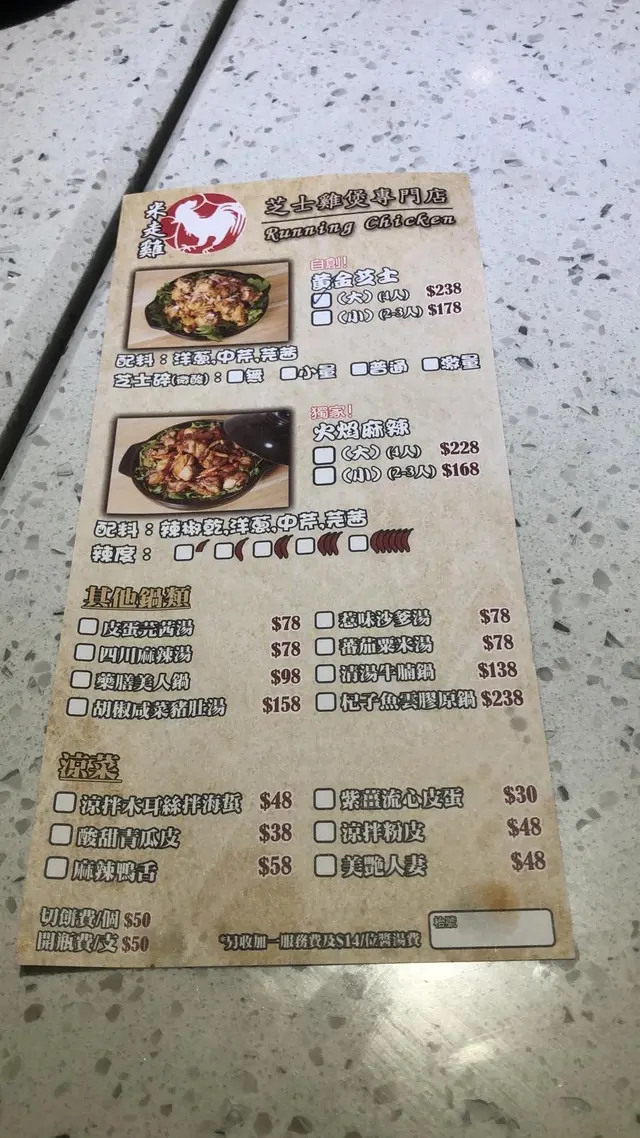 米走雞
芝士雞煲專門店
Running Chicken
自創!
黃金芝士
(大) (4人) $238
(小) (2-3人) $178
配料：洋蔥,中芹,芫茜
芝士碎(奇酸)：無 小量 普通 激量
獨家!
火焰麻辣
(大) (4人) $228
(小) (2-3人) $168
配料：辣椒乾,洋蔥,中芹,芫茜
辣度：
其他鍋類
皮蛋芫茜湯 $78
惹味沙爹湯 $78
四川麻辣湯 $78
蕃茄粟米湯 $78
藥膳美人鍋 $98
清湯牛腩鍋 $138
胡椒咸菜豬肚湯 $158
杞子魚雲膠原鍋 $238
涼菜
涼拌木耳絲拌海蜇 $48
紫薑流心皮蛋 $30
酸甜青瓜皮 $38
涼拌粉皮 $48
麻辣鴨舌 $58
美艷人妻 $48
切餅費/個 $50
開瓶費/支 $50
*另收加一服務費及$14/位醬湯費
枱號